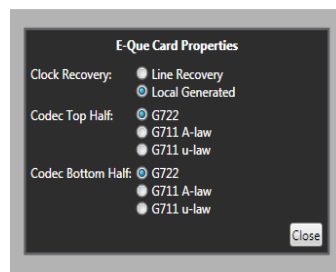 E-Que Card Properties
Clock Recovery: Line Recovery
Local Generated
Codec Top Half: G722
G711 A-law
G711 u-law
Codec Bottom Half: G722
G711 A-law
G711 u-law
Close